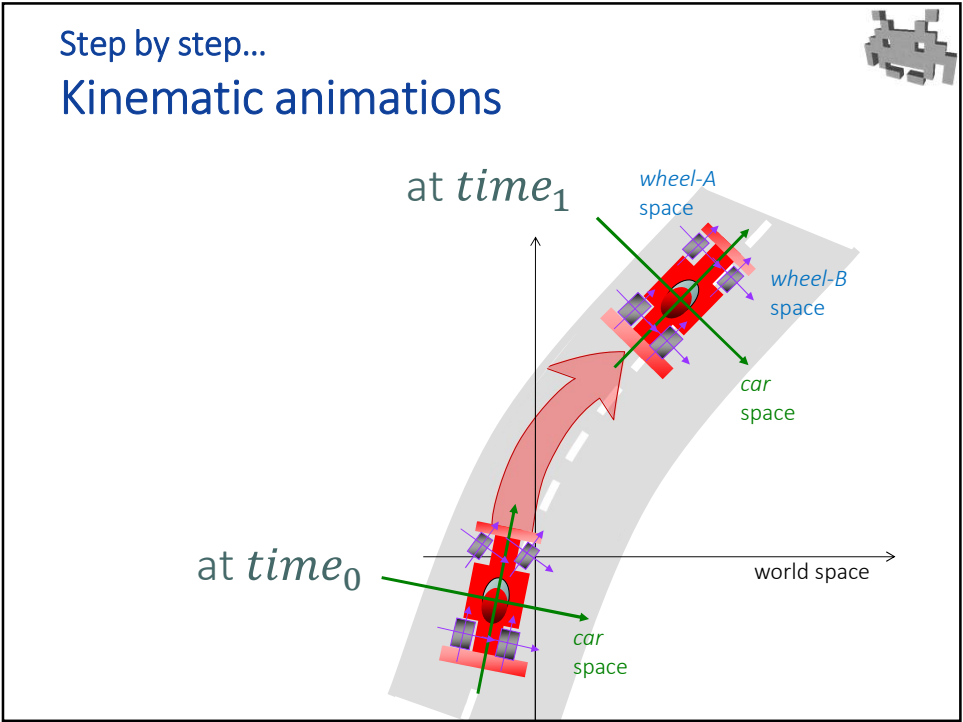 Step by step…
Kinematic animations
at time₁
wheel-A
space
wheel-B
space
car
space
at time₀
world space
car
space